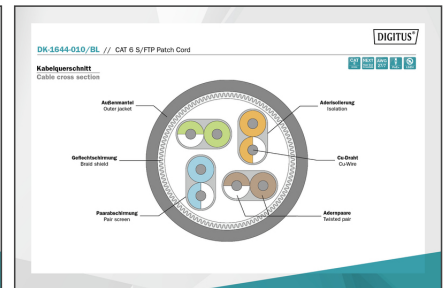 DIGITUS®
DK-1644-010/BL // CAT 6 S/FTP Patch Cord
Kabelquerschnitt
Cable cross section
Außenmantel
Outer jacket
Aderisolierung
Isolation
Geflechtschirmung
Braid shield
Cu-Draht
Cu-Wire
Paarabschirmung
Pair screen
Adernpaare
Twisted pair